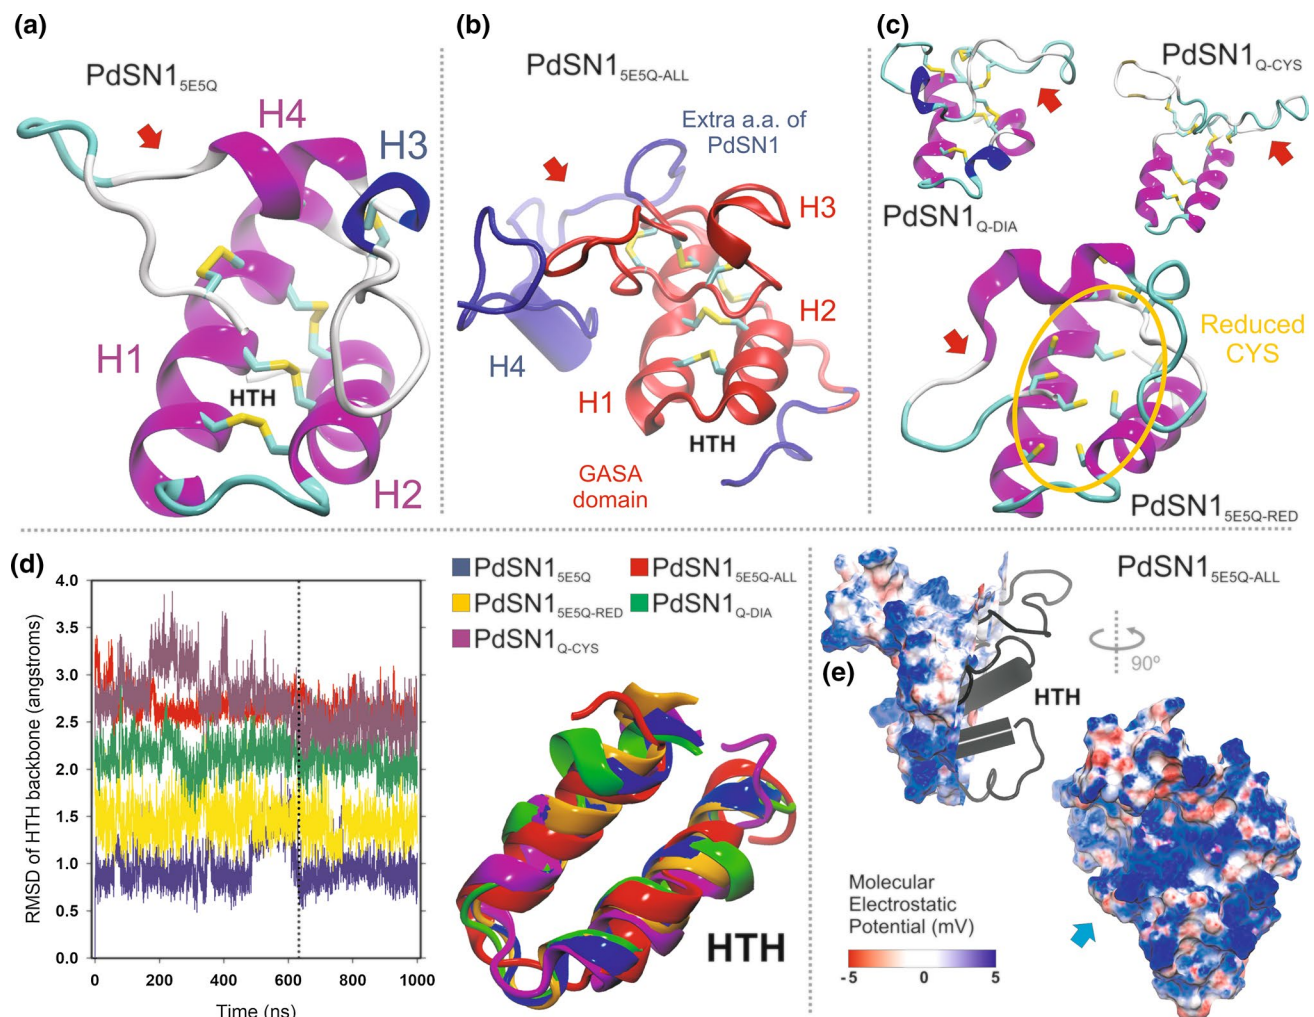 (a)
PdSN1 5E5Q
H4
H3
H1
HTH
H2
(b)
PdSN1 5E5Q-ALL
Extra a.a. of
PdSN1
H3
H2
H4
H1
HTH
GASA
domain
(c)
PdSN1 Q-CYS
PdSN1 Q-DIA
Reduced
CYS
PdSN1 5E5Q-RED
(d)
4.0
3.5
3.0
2.5
2.0
1.5
1.0
0.5
0.0
RMSD of HTH backbone (angstroms)
0 200 400 600 800 1000
Time (ns)
PdSN1 5E5Q
PdSN1 5E5Q-ALL
PdSN1 5E5Q-RED
PdSN1 Q-DIA
PdSN1 Q-CYS
HTH
PdSN1 5E5Q-ALL
(e)
90º
HTH
Molecular
Electrostatic
Potential (mV)
-5 0 5